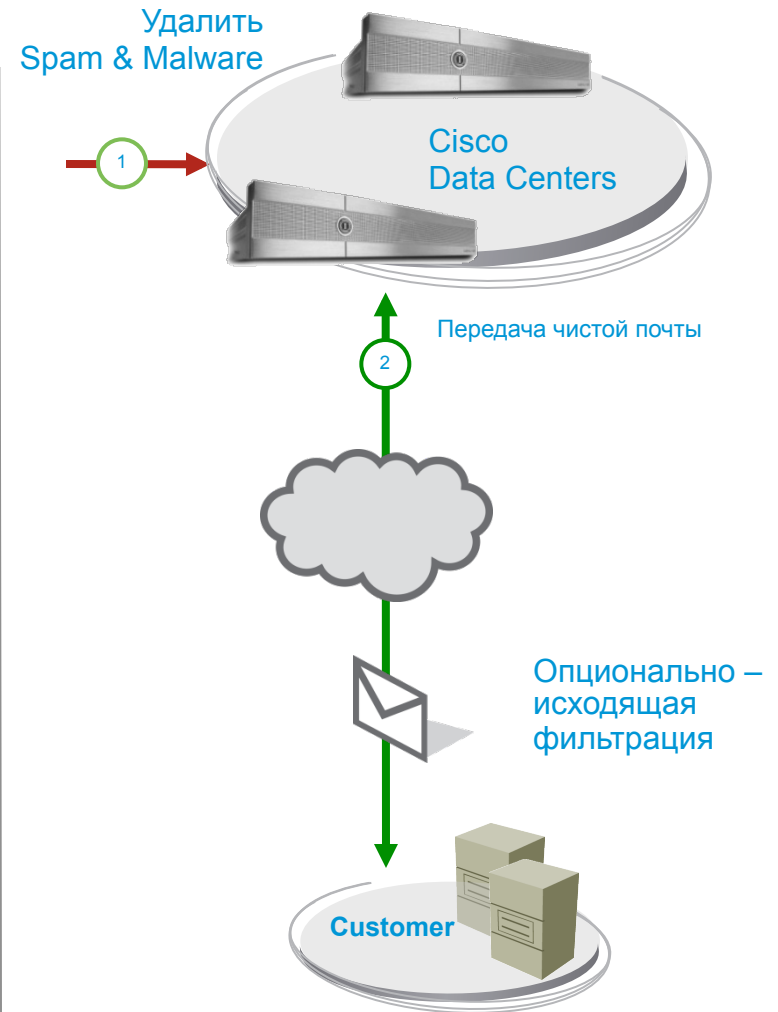 Удалить
Spam & Malware
1
Cisco
Data Centers
Передача чистой почты
2
Опционально –
исходящая
фильтрация
Customer